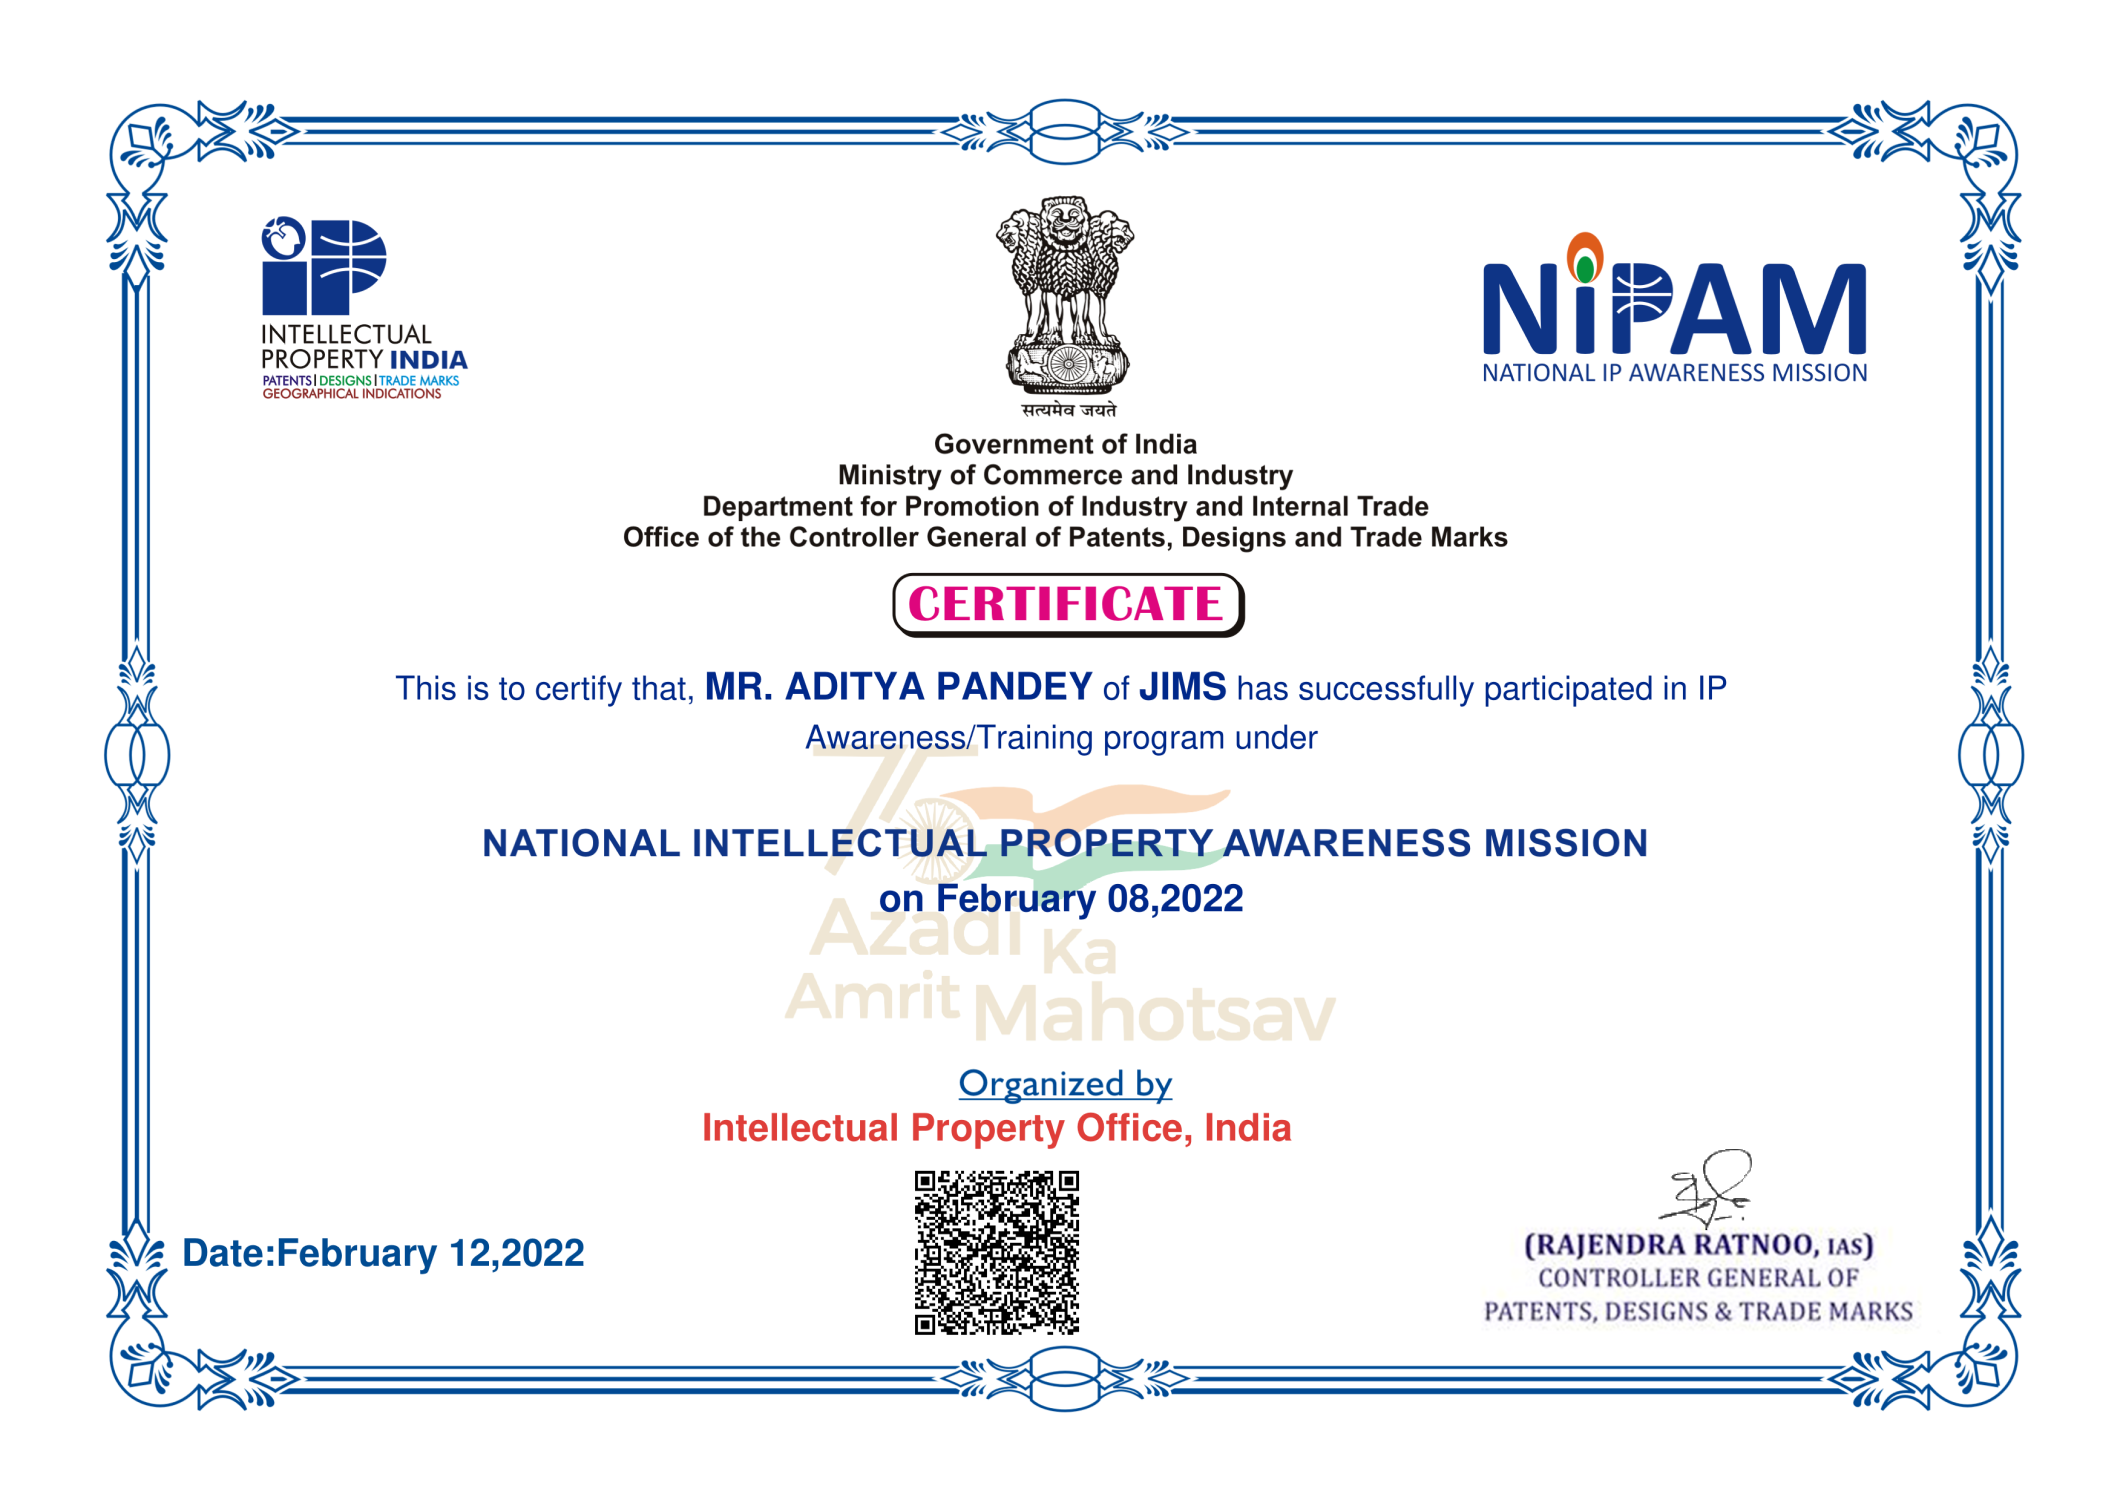 INTELLECTUAL
PROPERTY INDIA
PATENTS | DESIGNS | TRADE MARKS
GEOGRAPHICAL INDICATIONS
सत्यमेव जयते
NiPAM
NATIONAL IP AWARENESS MISSION
Government of India
Ministry of Commerce and Industry
Department for Promotion of Industry and Internal Trade
Office of the Controller General of Patents, Designs and Trade Marks
CERTIFICATE
This is to certify that, MR. ADITYA PANDEY of JIMS has successfully participated in IP
Awareness/Training program under
75
NATIONAL INTELLECTUAL PROPERTY AWARENESS MISSION
on February 08,2022
Azadi Ka
Amrit Mahotsav
Organized by
Intellectual Property Office, India
Date:February 12,2022
(RAJENDRA RATNOO, IAS)
CONTROLLER GENERAL OF
PATENTS, DESIGNS & TRADE MARKS